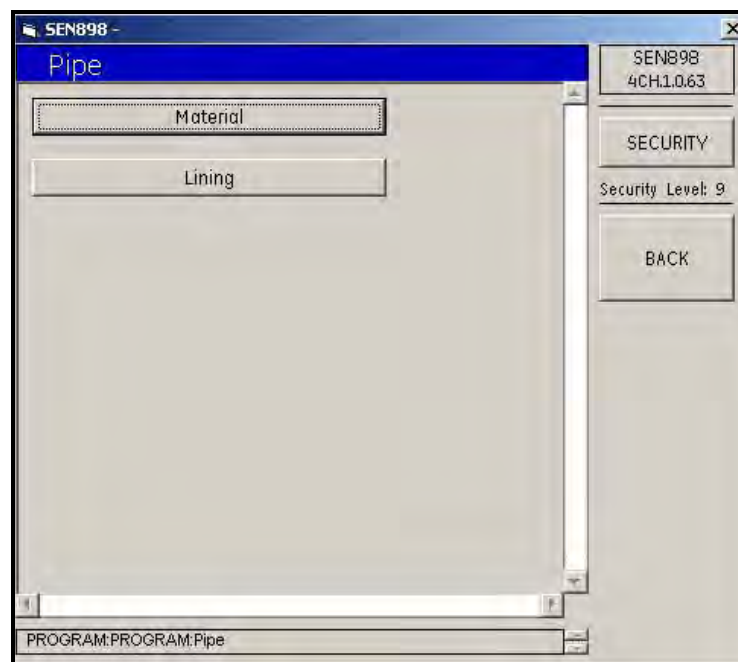 SEN898 -
Pipe
Material
Lining
SEN898
4CH.1.0.63
SECURITY
Security Level: 9
BACK
PROGRAM:PROGRAM:Pipe